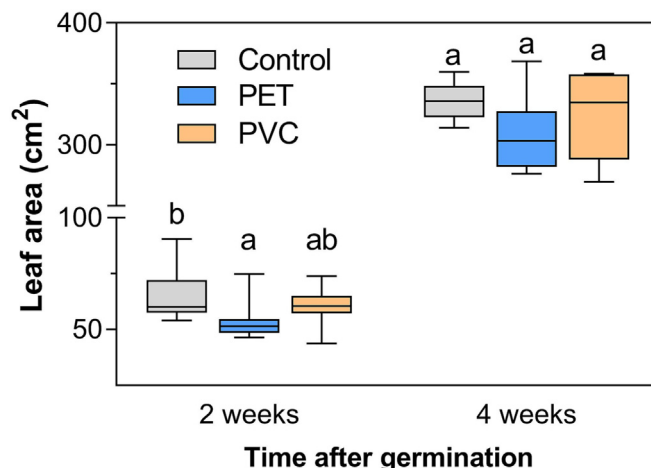 400
300
100
50
Leaf area (cm²)
Control
PET
PVC
b
a
ab
a
a
a
2 weeks
4 weeks
Time after germination